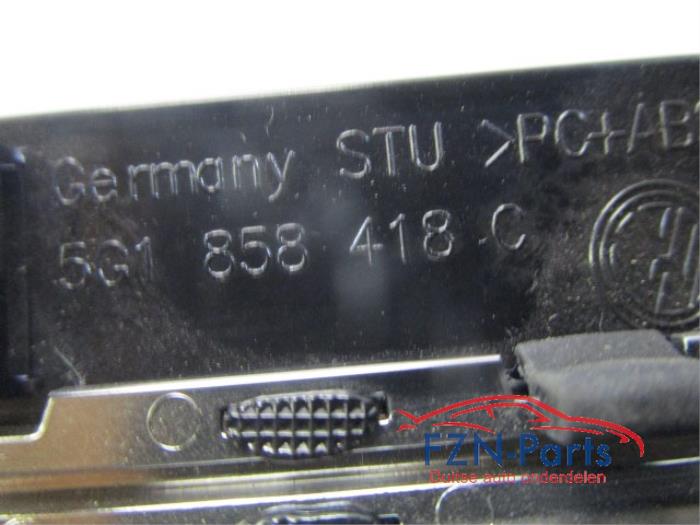 Germany STU >PC+AB
5G1 858 418 C
FZN-Parts
Duitse auto onderdelen